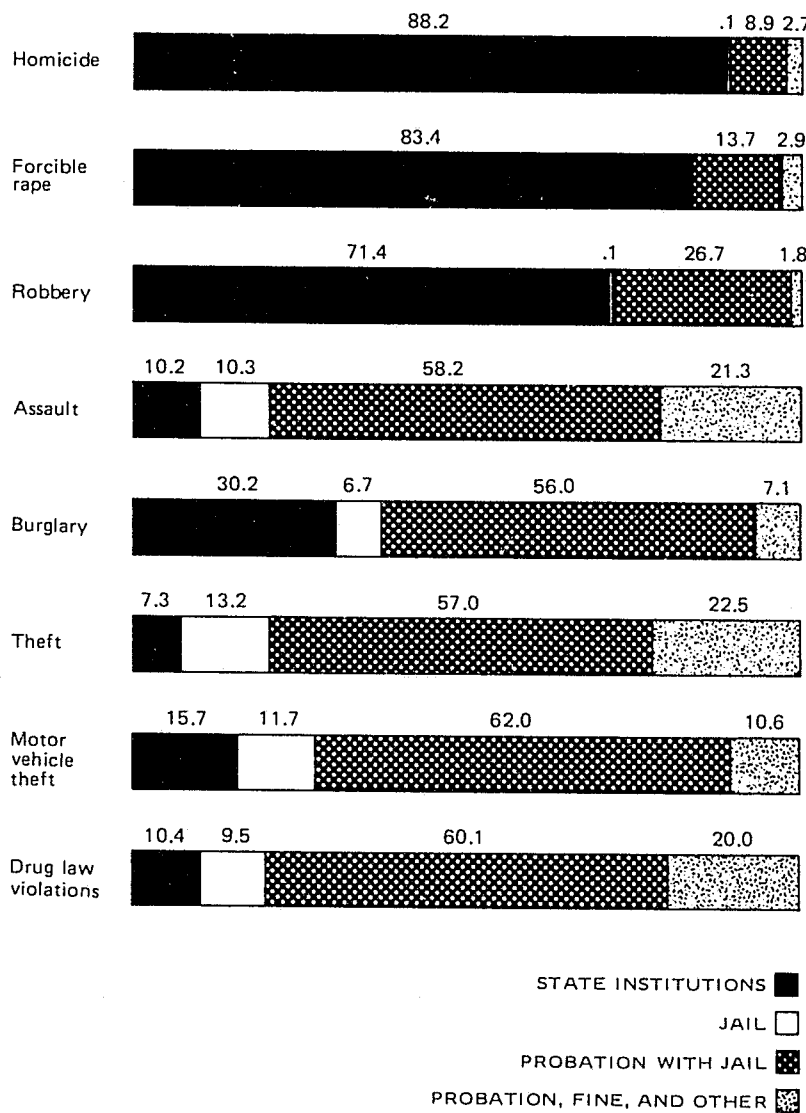 88.2 .1 8.9 2.7
Homicide
83.4 13.7 2.9
Forcible
rape
71.4 .1 26.7 1.8
Robbery
10.2 10.3 58.2 21.3
Assault
30.2 6.7 56.0 7.1
Burglary
7.3 13.2 57.0 22.5
Theft
15.7 11.7 62.0 10.6
Motor
vehicle
theft
10.4 9.5 60.1 20.0
Drug law
violations
STATE INSTITUTIONS
JAIL
PROBATION WITH JAIL
PROBATION, FINE, AND OTHER